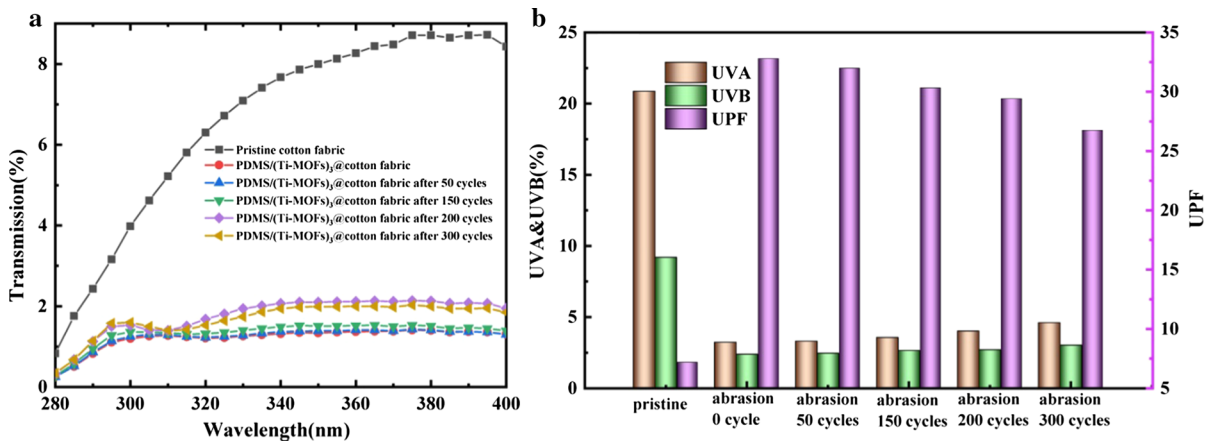 a
Transmission(%)
8
6
4
2
0
280
300
320
340
360
380
400
Wavelength(nm)
Pristine cotton fabric
PDMS/(Ti-MOFs)3@cotton fabric
PDMS/(Ti-MOFs)3@cotton fabric after 50 cycles
PDMS/(Ti-MOFs)3@cotton fabric after 150 cycles
PDMS/(Ti-MOFs)3@cotton fabric after 200 cycles
PDMS/(Ti-MOFs)3@cotton fabric after 300 cycles
b
UVA&UVB(%)
25
20
15
10
5
0
UVA
UVB
UPF
35
30
25
20
15
10
5
UPF
pristine
abrasion
0 cycle
abrasion
50 cycles
abrasion
150 cycles
abrasion
200 cycles
abrasion
300 cycles